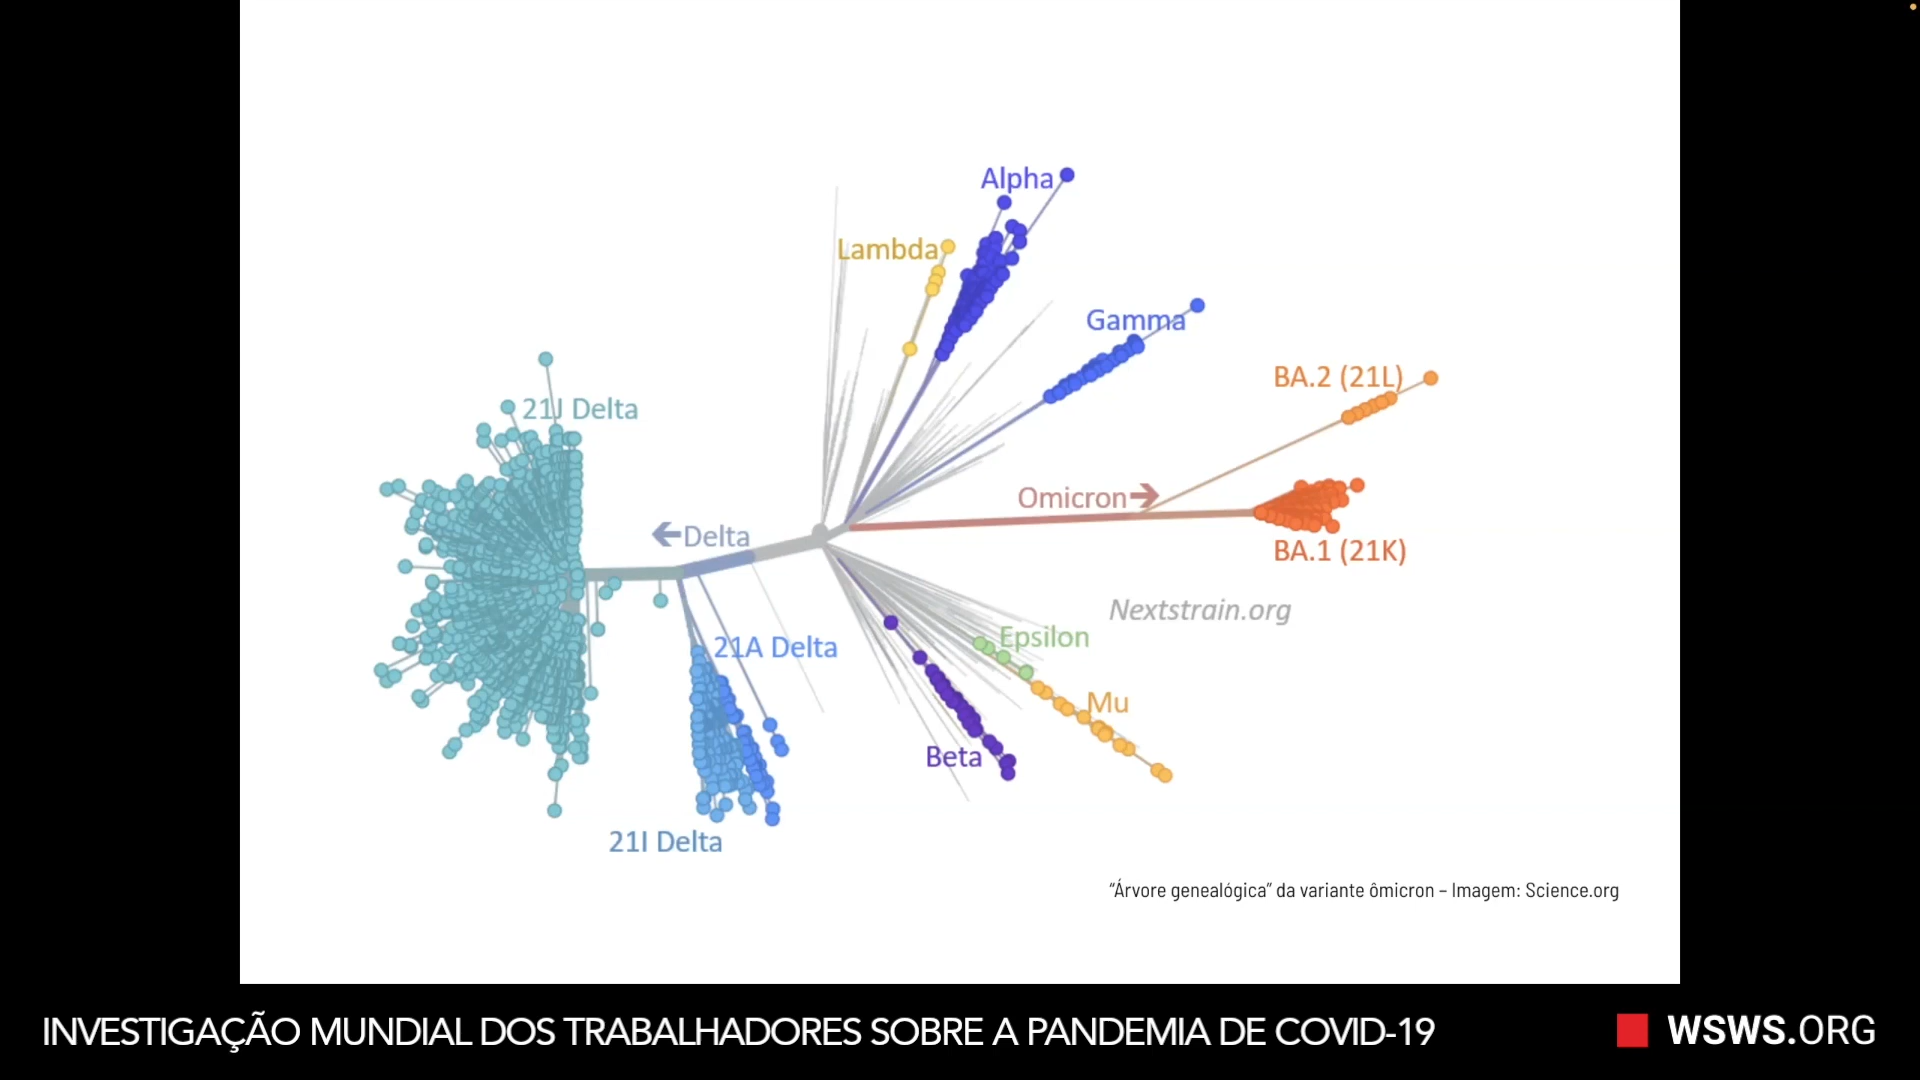 Alpha
Lambda
Gamma
BA.2 (21L)
21J Delta
Omicron→
←Delta
BA.1 (21K)
Nextstrain.org
Epsilon
21A Delta
Mu
Beta
21I Delta
“Árvore genealógica” da variante ômicron – Imagem: Science.org
INVESTIGAÇÃO MUNDIAL DOS TRABALHADORES SOBRE A PANDEMIA DE COVID-19
WSWS.ORG